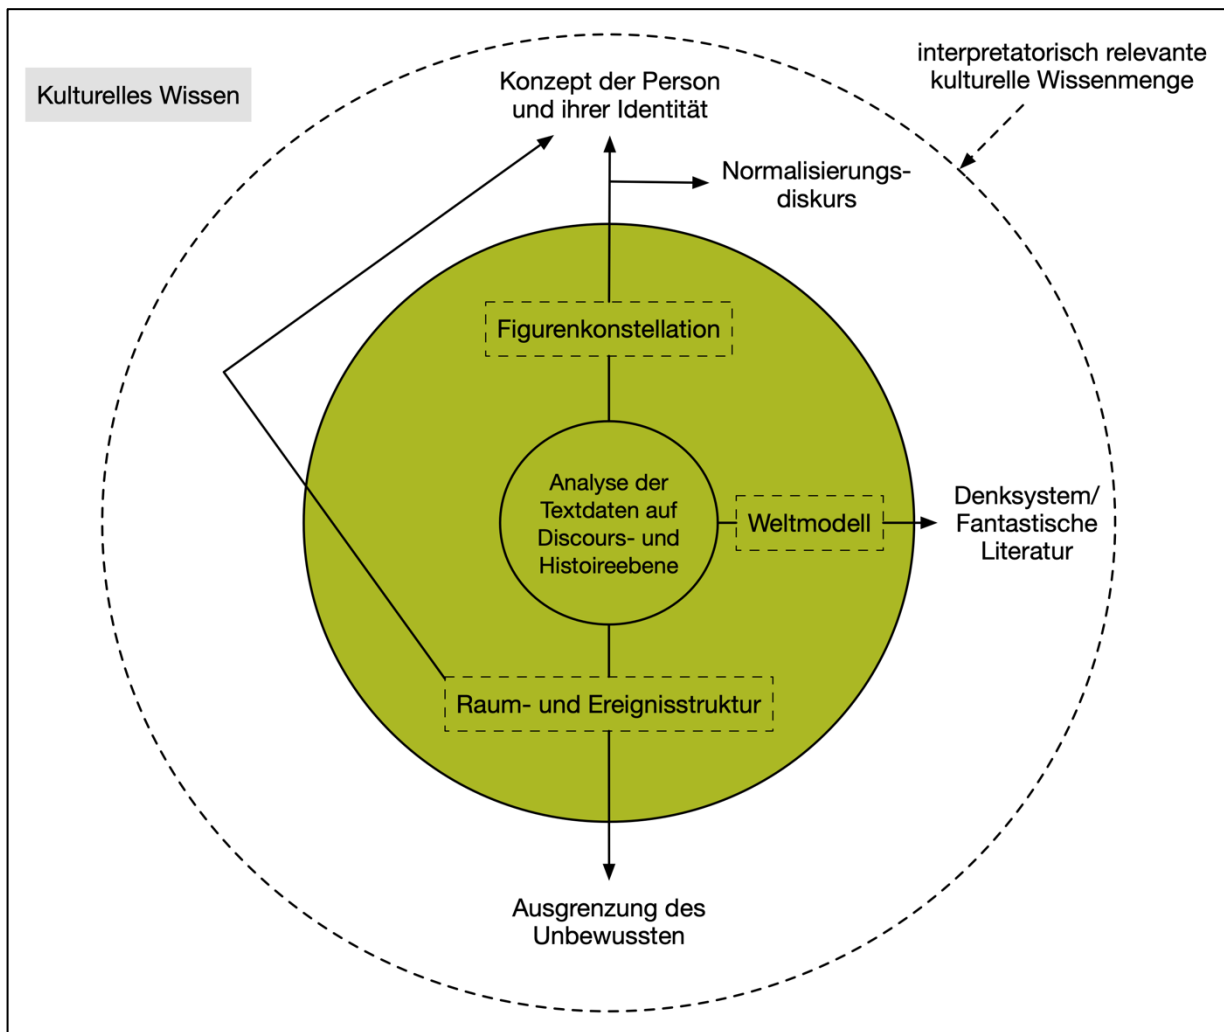 Kulturelles Wissen
Konzept der Person
und ihrer Identität
interpretatorisch relevante
kulturelle Wissenmenge
Normalisierungs-
diskurs
Figurenkonstellation
Analyse der
Textdaten auf
Discours- und
Histoireebene
Weltmodell
Denksystem/
Fantastische
Literatur
Raum- und Ereignisstruktur
Ausgrenzung des
Unbewussten